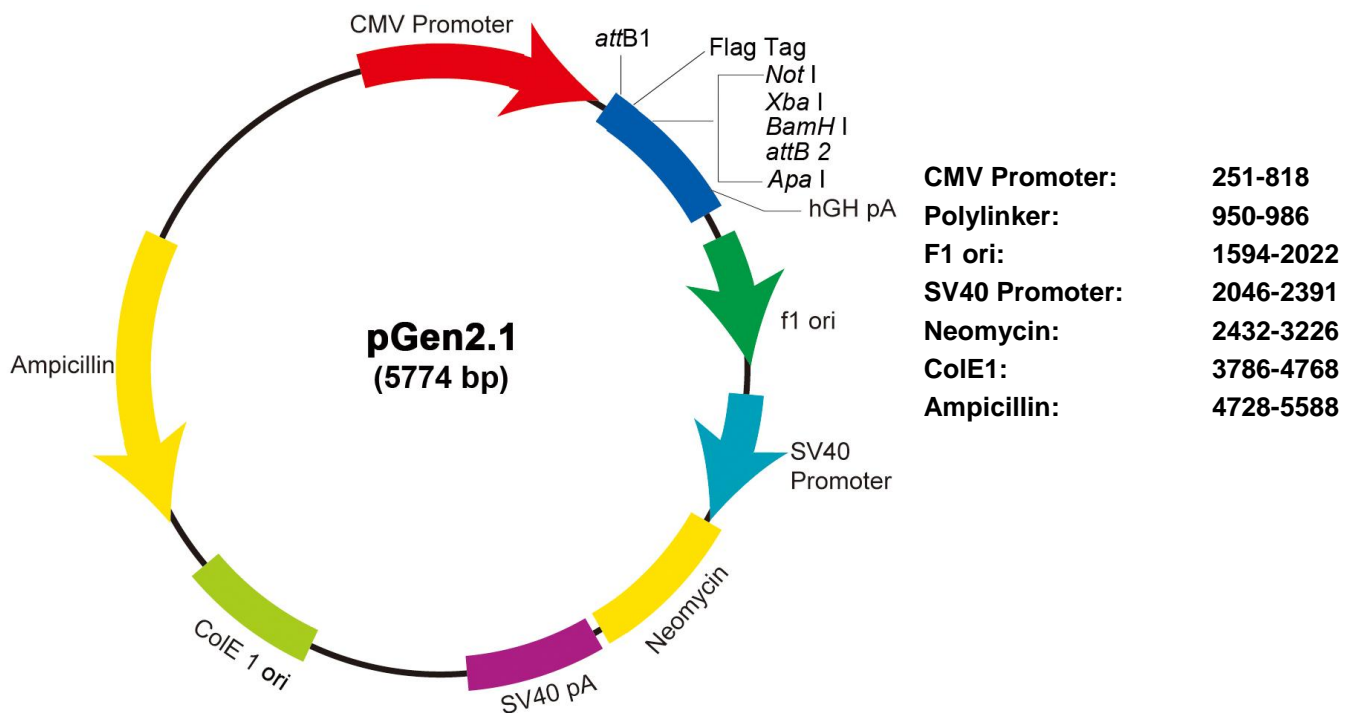 CMV Promoter
attB1
Flag Tag
Not I
Xba I
BamH I
attB 2
Apa I
hGH pA
f1 ori
SV40
Promoter
Neomycin
SV40 pA
ColE 1 ori
Ampicillin
pGen2.1
(5774 bp)
CMV Promoter: 251-818
Polylinker: 950-986
F1 ori: 1594-2022
SV40 Promoter: 2046-2391
Neomycin: 2432-3226
ColE1: 3786-4768
Ampicillin: 4728-5588